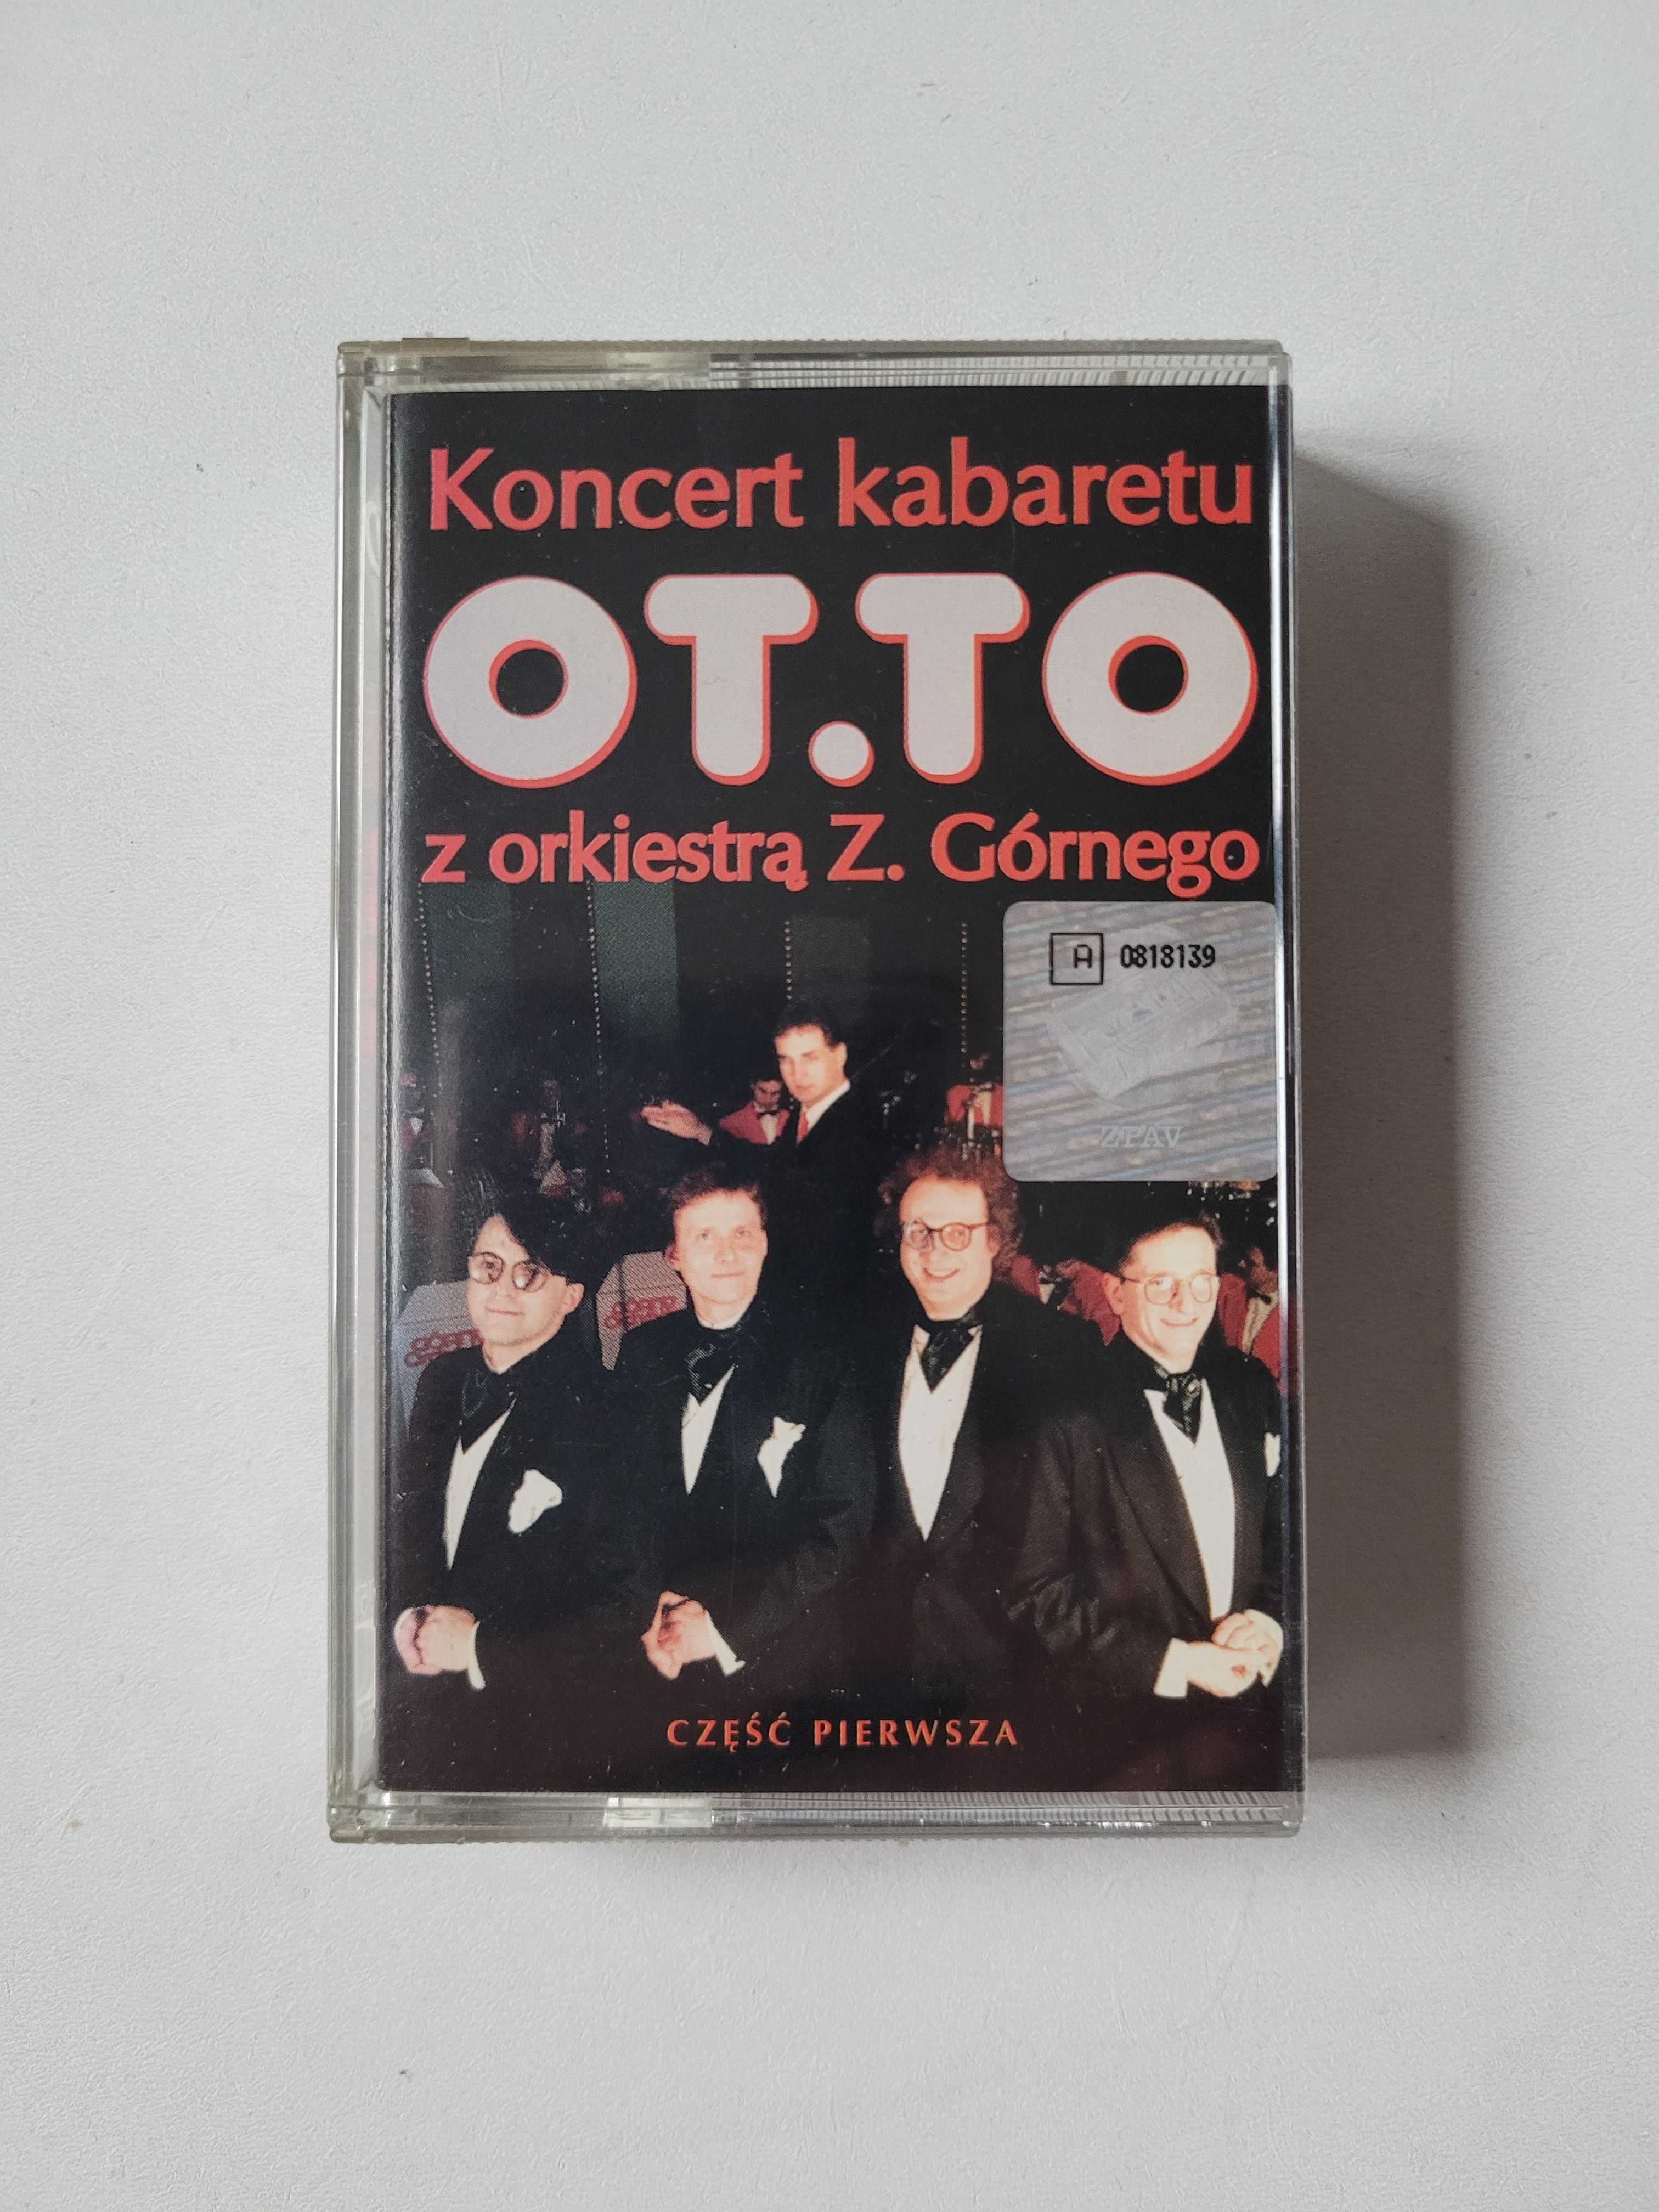 Koncert kabaretu
OT.TO
z orkiestrą Z. Górnego
A 0818139
ZPAV
CZĘŚĆ PIERWSZA